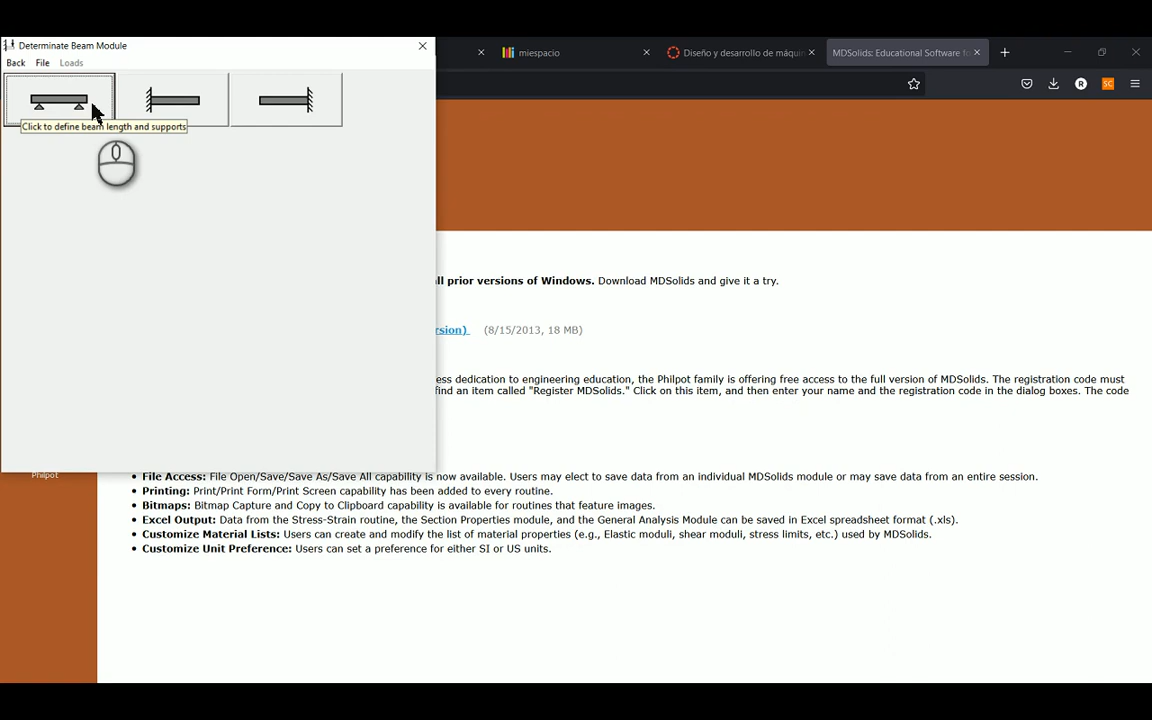 Determinate Beam Module
miespacio
Diseño y desarrollo de máquin
MDSolids: Educational Software fo
Back File Loads
R
SC
Click to define beam length and supports
ll prior versions of Windows. Download MDSolids and give it a try.
rsion) (8/15/2013, 18 MB)
ess dedication to engineering education, the Philpot family is offering free access to the full version of MDSolids. The registration code must
find an item called "Register MDSolids." Click on this item, and then enter your name and the registration code in the dialog boxes. The code
Philpot
• File Access: File Open/Save/Save As/Save All capability is now available. Users may elect to save data from an individual MDSolids module or may save data from an entire session.
• Printing: Print/Print Form/Print Screen capability has been added to every routine.
• Bitmaps: Bitmap Capture and Copy to Clipboard capability is available for routines that feature images.
• Excel Output: Data from the Stress-Strain routine, the Section Properties module, and the General Analysis Module can be saved in Excel spreadsheet format (.xls).
• Customize Material Lists: Users can create and modify the list of material properties (e.g., Elastic moduli, shear moduli, stress limits, etc.) used by MDSolids.
• Customize Unit Preference: Users can set a preference for either SI or US units.